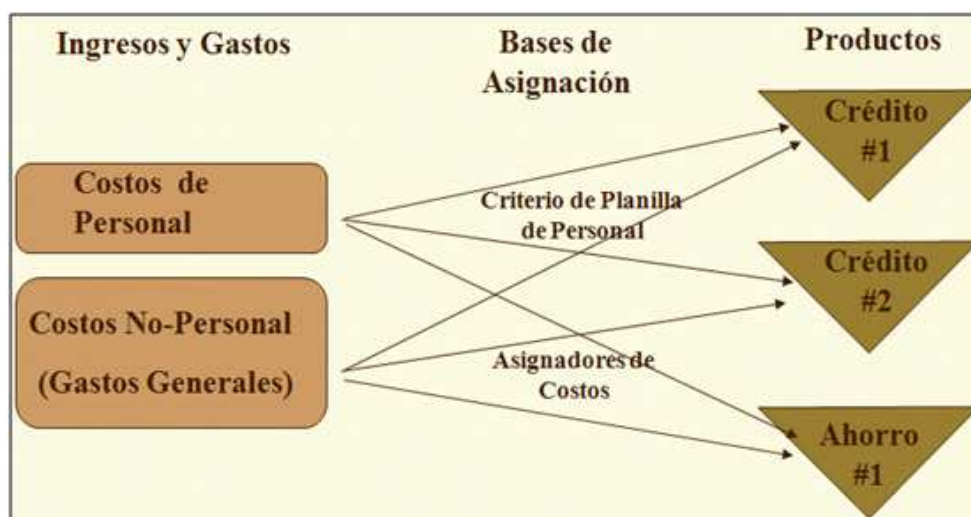 Ingresos y Gastos
Bases de
Asignación
Productos
Costos de
Personal
Costos No-Personal
(Gastos Generales)
Criterio de Planilla
de Personal
Asignadores de
Costos
Crédito
#1
Crédito
#2
Ahorro
#1